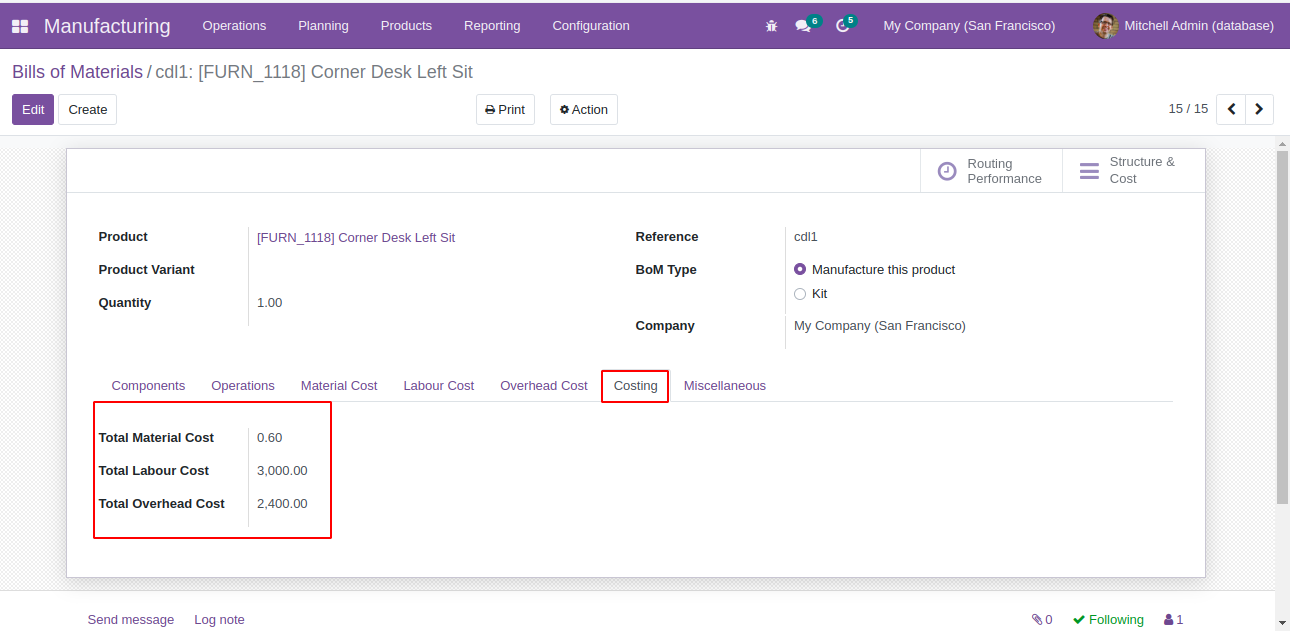 Manufacturing Operations Planning Products Reporting Configuration 6 5 My Company (San Francisco) Mitchell Admin (database)
Bills of Materials / cdl1: [FURN_1118] Corner Desk Left Sit
Edit Create Print Action 15 / 15
Routing Performance
Structure & Cost
Product [FURN_1118] Corner Desk Left Sit
Product Variant
Quantity 1.00
Reference cdl1
BoM Type Manufacture this product
Kit
Company My Company (San Francisco)
Components Operations Material Cost Labour Cost Overhead Cost Costing Miscellaneous
Total Material Cost 0.60
Total Labour Cost 3,000.00
Total Overhead Cost 2,400.00
Send message Log note 0 Following 1